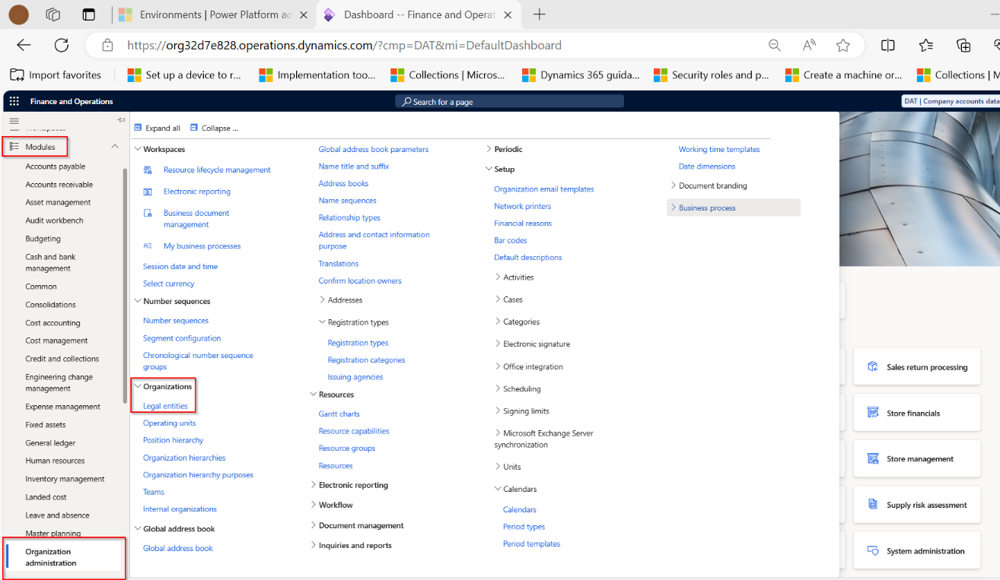 Environments | Power Platform ad
Dashboard -- Finance and Operat
https://org32d7e828.operations.dynamics.com/?cmp=DAT&mi=DefaultDashboard
Import favorites
Set up a device to r...
Implementation too...
Collections | Micros...
Dynamics 365 guida...
Security roles and p...
Create a machine or...
Collections | M
Finance and Operations
Search for a page
DAT | Company accounts data
Workspaces
Modules
Accounts payable
Accounts receivable
Asset management
Audit workbench
Budgeting
Cash and bank
management
Common
Consolidations
Cost accounting
Cost management
Credit and collections
Engineering change
management
Expense management
Fixed assets
General ledger
Human resources
Inventory management
Landed cost
Leave and absence
Master planning
Organization
administration
Expand all
Collapse ...
Workspaces
Resource lifecycle management
Electronic reporting
Business document
management
My business processes
Session date and time
Select currency
Number sequences
Number sequences
Segment configuration
Chronological number sequence
groups
Organizations
Legal entities
Operating units
Position hierarchy
Organization hierarchies
Organization hierarchy purposes
Teams
Internal organizations
Global address book
Global address book
Global address book parameters
Name title and suffix
Address books
Name sequences
Relationship types
Address and contact information
purpose
Translations
Confirm location owners
Addresses
Registration types
Registration types
Registration categories
Issuing agencies
Resources
Gantt charts
Resource capabilities
Resource groups
Resources
Electronic reporting
Workflow
Document management
Inquiries and reports
Periodic
Setup
Organization email templates
Network printers
Financial reasons
Bar codes
Default descriptions
Activities
Cases
Categories
Electronic signature
Office integration
Scheduling
Signing limits
Microsoft Exchange Server
synchronization
Units
Calendars
Calendars
Period types
Period templates
Working time templates
Date dimensions
Document branding
Business process
Sales return processing
Store financials
Store management
Supply risk assessment
System administration